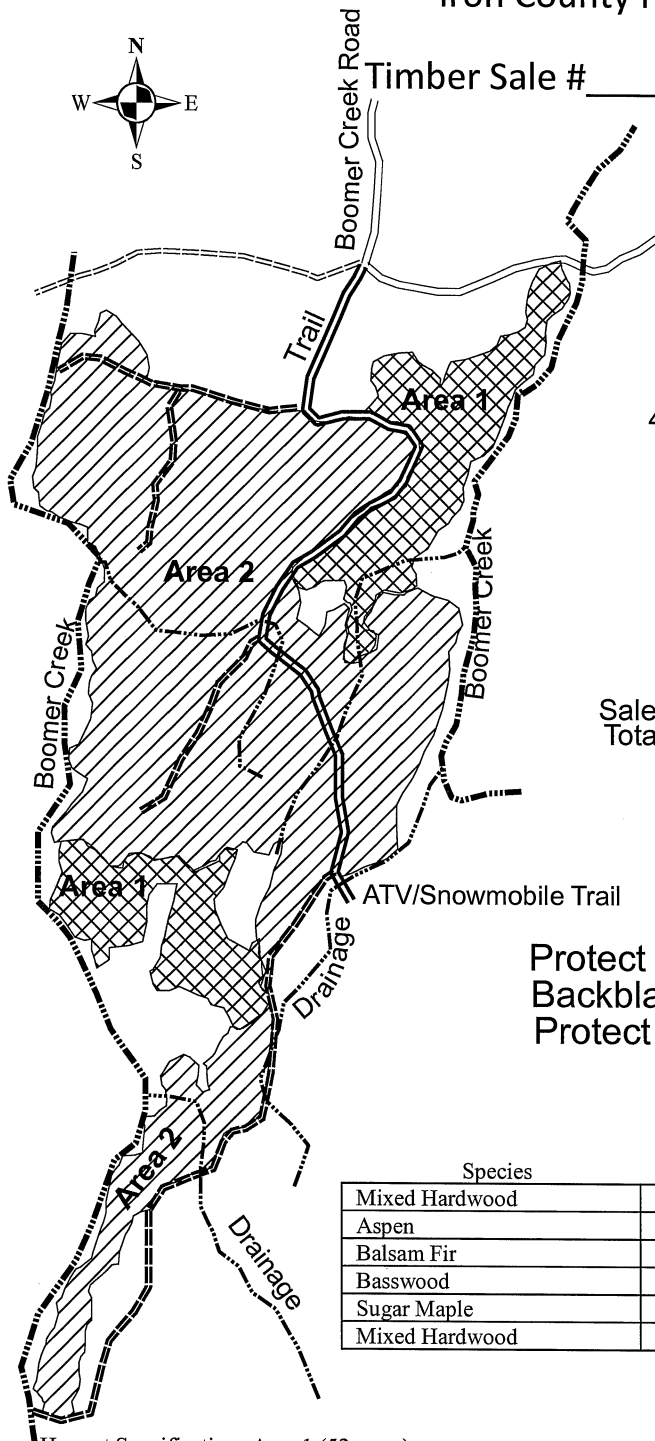 Iron County
Timber Sale #
N
W E
S
Boomer Creek Road
Trail
Area 1
4
Area 2
Boomer Creek
Boomer Creek
Sale
Tota
Area 1
ATV/Snowmobile Trail
Drainage
Protect
Backbla
Protect
Area 2
Drainage
Species
Mixed Hardwood
Aspen
Balsam Fir
Basswood
Sugar Maple
Mixed Hardwood